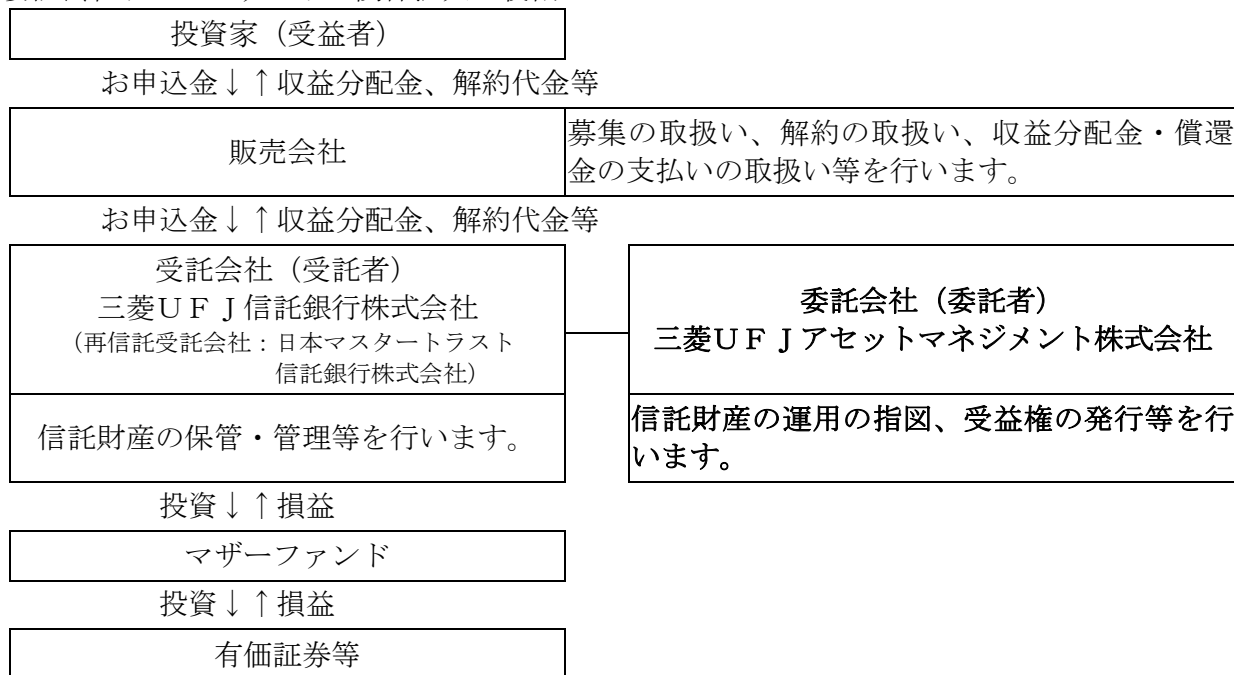 投資家(受益者)
お申込金↓↑収益分配金、解約代金等
販売会社
募集の取扱い、解約の取扱い、収益分配金・償還
金の支払いの取扱い等を行います。
お申込金↓↑収益分配金、解約代金等
受託会社(受託者)
三菱UFJ信託銀行株式会社
(再信託受託会社:日本マスタートラスト
信託銀行株式会社)
委託会社(委託者)
三菱UFJアセットマネジメント株式会社
信託財産の保管・管理等を行います。
信託財産の運用の指図、受益権の発行等を行
います。
投資↓↑損益
マザーファンド
投資↓↑損益
有価証券等